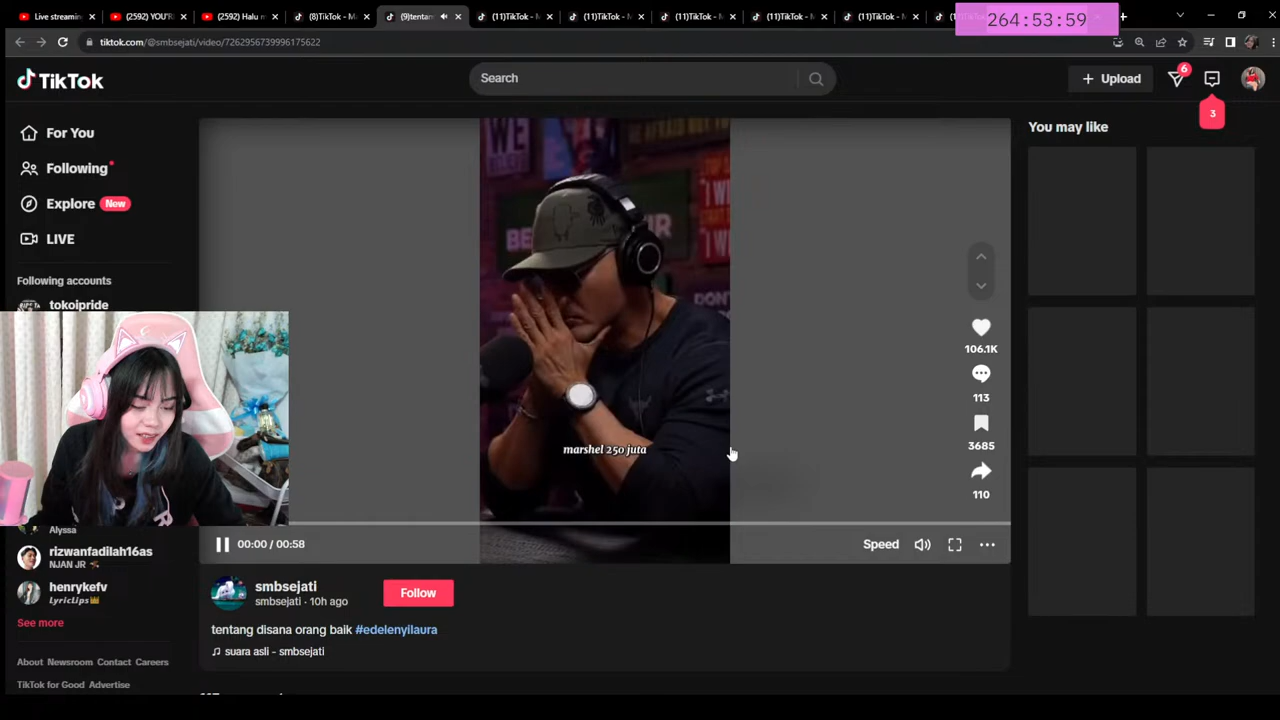 Live streamin
(2592) YOU'R
(2592) Halu m
(8)TikTok - M
(9)tentan
(11)TikTok - M
(11)TikTok - M
(11)TikTok - M
(11)TikTok - M
(11)TikTok - M
264:53:59
tiktok.com/@smbsejati/video/7262956739996175622
TikTok
Search
Upload
6
3
For You
Following
Explore New
LIVE
Following accounts
tokoipride
Alyssa
rizwanfadilah16as
NJAN JR
henrykefv
LyricLips
See more
About Newsroom Contact Careers
TikTok for Good Advertise
WE
marshel 250 juta
106.1K
113
3685
110
00:00 / 00:58
Speed
smbsejati
smbsejati · 10h ago
Follow
tentang disana orang baik #edelenyilaura
suara asli - smbsejati
You may like